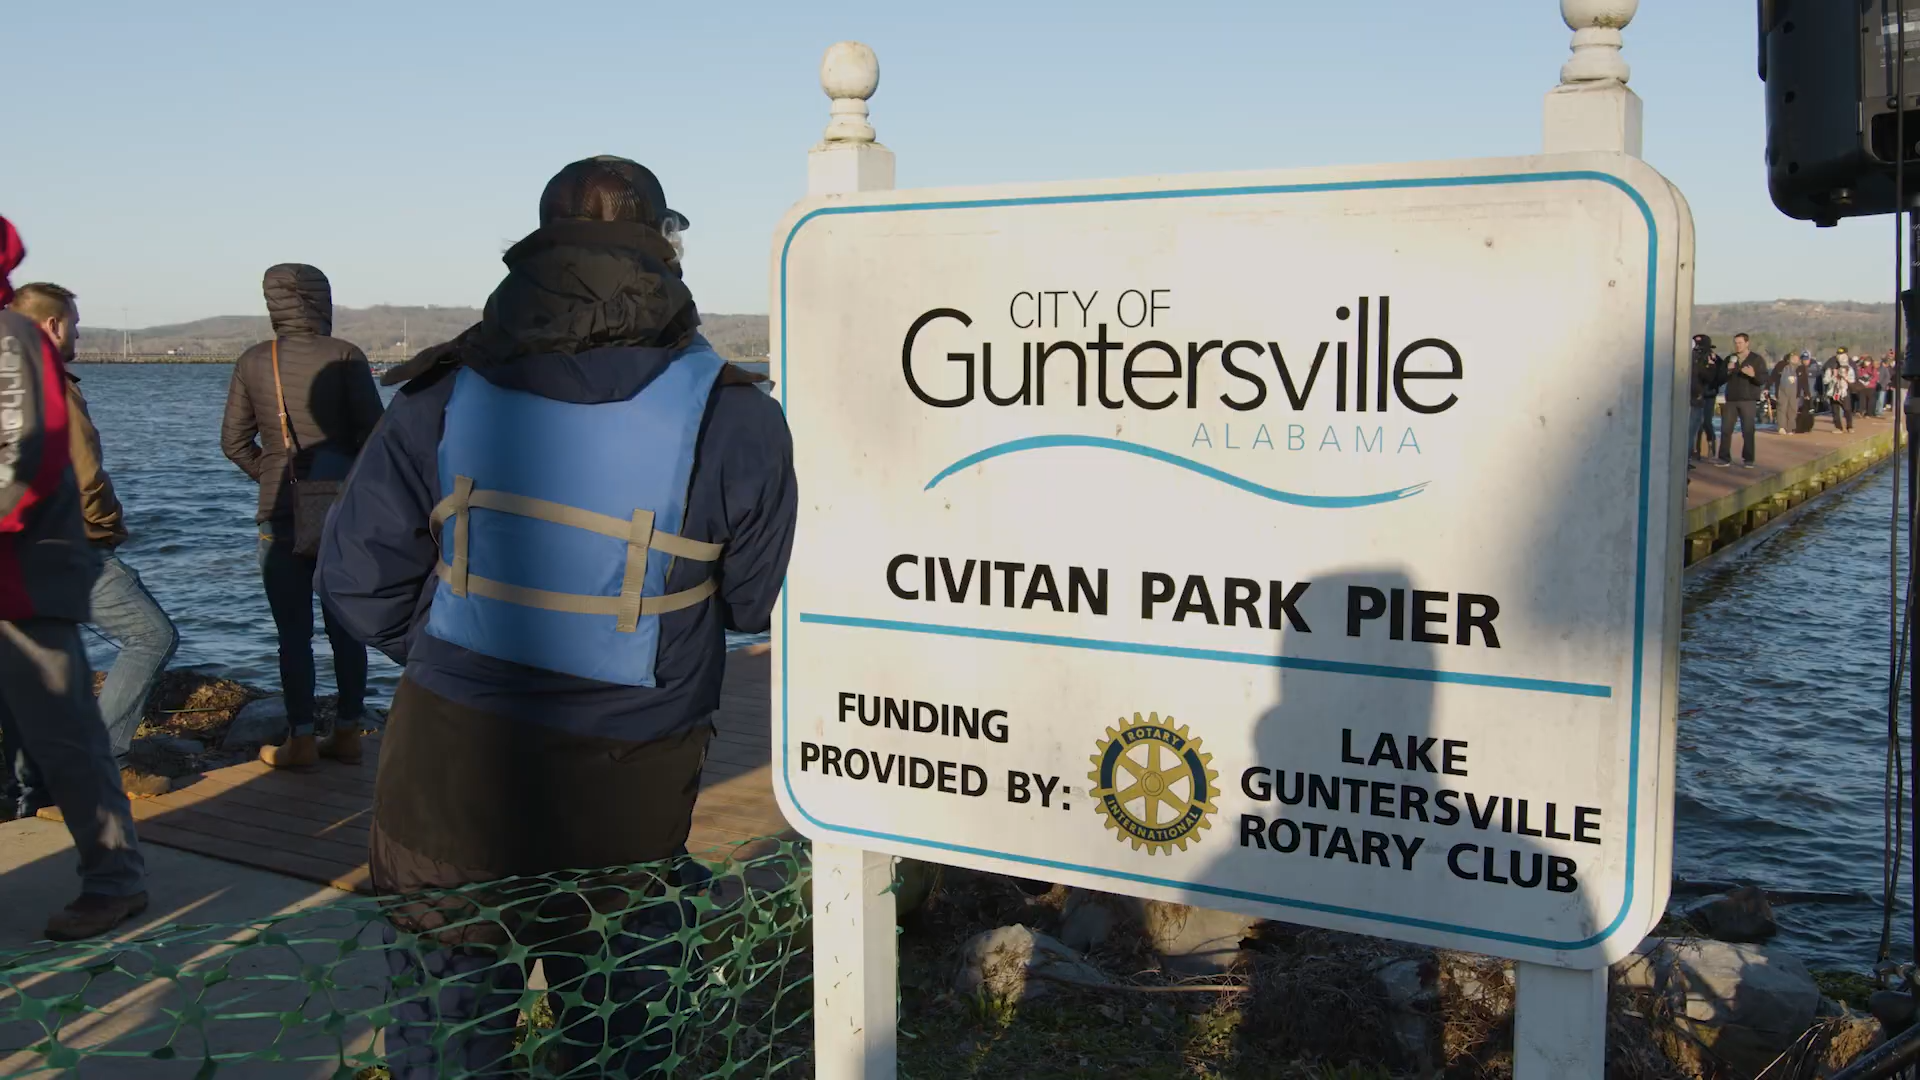 CITY OF
Guntersville
ALABAMA
CIVITAN PARK PIER
FUNDING
PROVIDED BY:
ROTARY
INTERNATIONAL
LAKE
GUNTERSVILLE
ROTARY CLUB